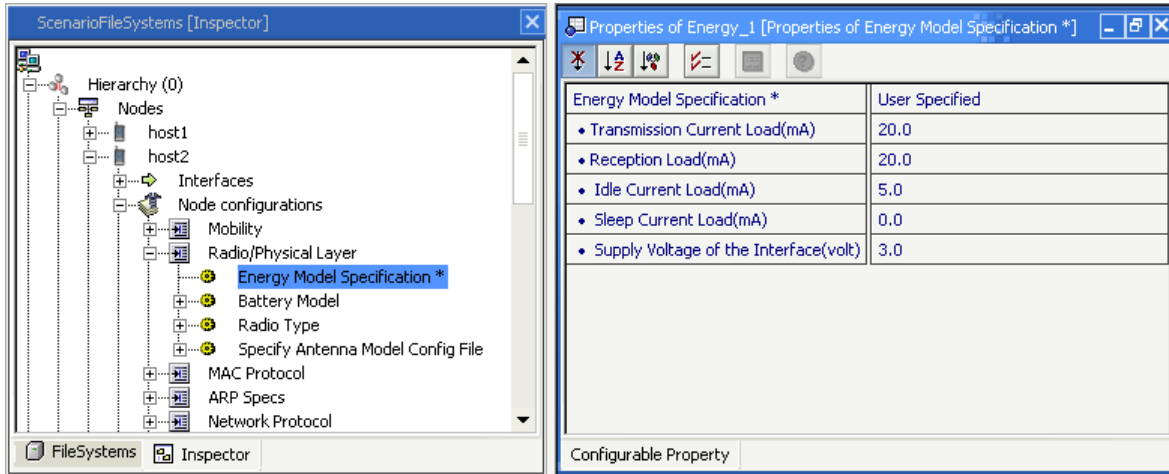 ScenarioFileSystems [Inspector]
Hierarchy (0)
Nodes
host1
host2
Interfaces
Node configurations
Mobility
Radio/Physical Layer
Energy Model Specification *
Battery Model
Radio Type
Specify Antenna Model Config File
MAC Protocol
ARP Specs
Network Protocol
FileSystems Inspector
Properties of Energy_1 [Properties of Energy Model Specification *]
Energy Model Specification * User Specified
• Transmission Current Load(mA) 20.0
• Reception Load(mA) 20.0
• Idle Current Load(mA) 5.0
• Sleep Current Load(mA) 0.0
• Supply Voltage of the Interface(volt) 3.0
Configurable Property